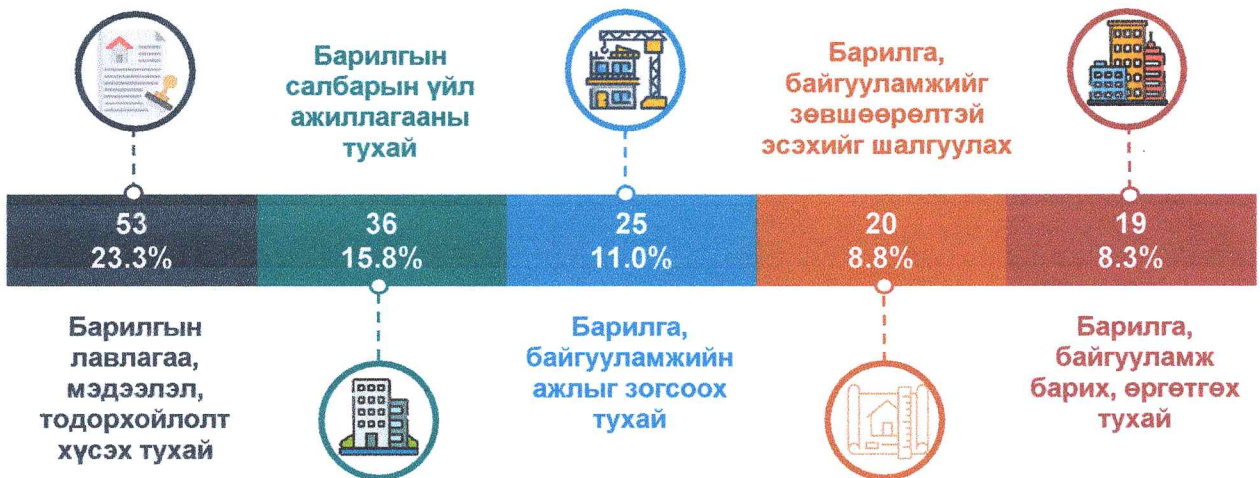 Барилгын
салбарын үйл
ажиллагааны
тухай
Барилга,
байгууламжийг
зөвшөөрөлтэй
эсэхийг шалгуулах
53
23.3%
36
15.8%
25
11.0%
20
8.8%
19
8.3%
Барилгын
лавлагаа,
мэдээлэл,
тодорхойлолт
хүсэх тухай
Барилга,
байгууламжийн
ажлыг зогсоох
тухай
Барилга,
байгууламж
барих, өргөтгөх
тухай